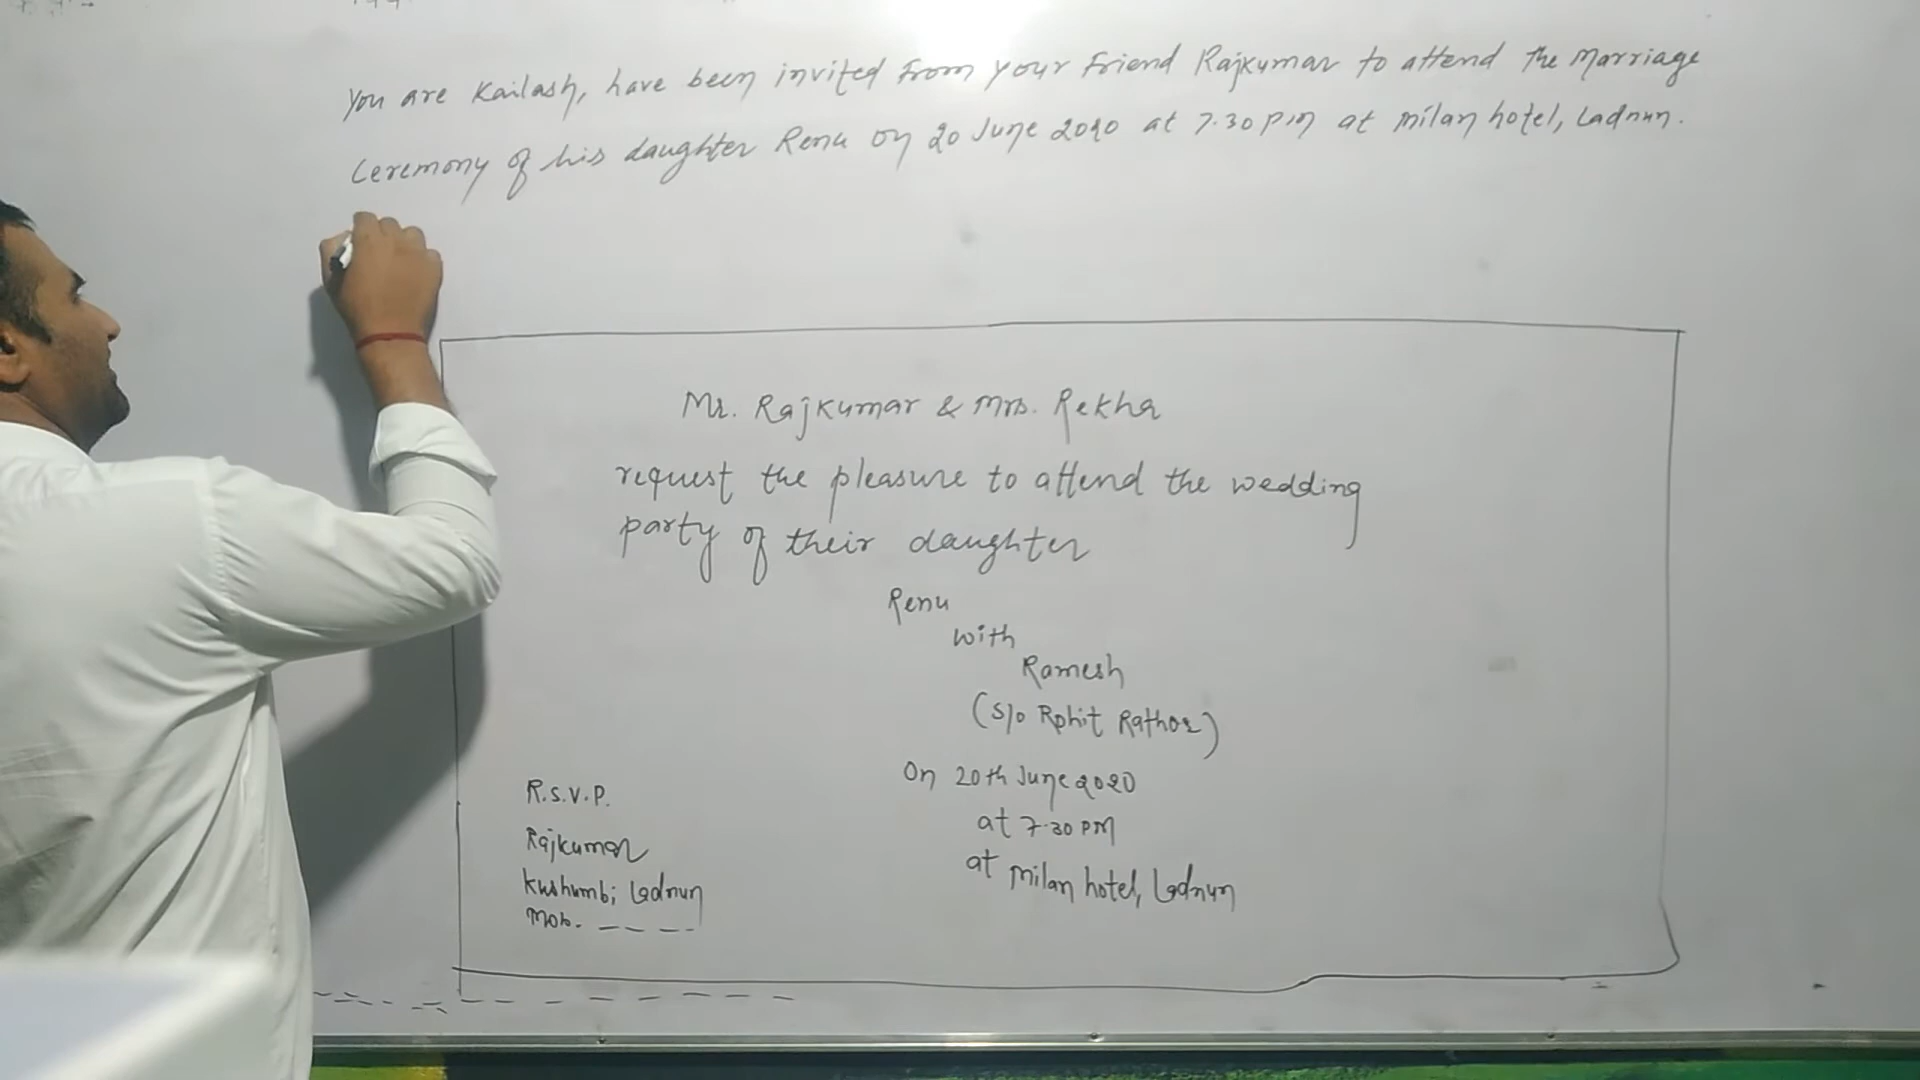 You are Kailash, have been invited from your friend Rajkumar to attend the Marriage
Ceremony of his daughter Renu on 20 June 2020 at 7.30 PM at milan hotel, Ladnun.
Mr. Rajkumar & Mrs. Rekha
request the pleasure to attend the wedding
party of their daughter
Renu
with
Ramesh
(S/o Rohit Rathor)
On 20th June 2020
at 7.30 PM
at milan hotel, Ladnun
R.S.V.P.
Rajkumar
Kushumbi, Ladnun
Mob. _ _ _ _ _